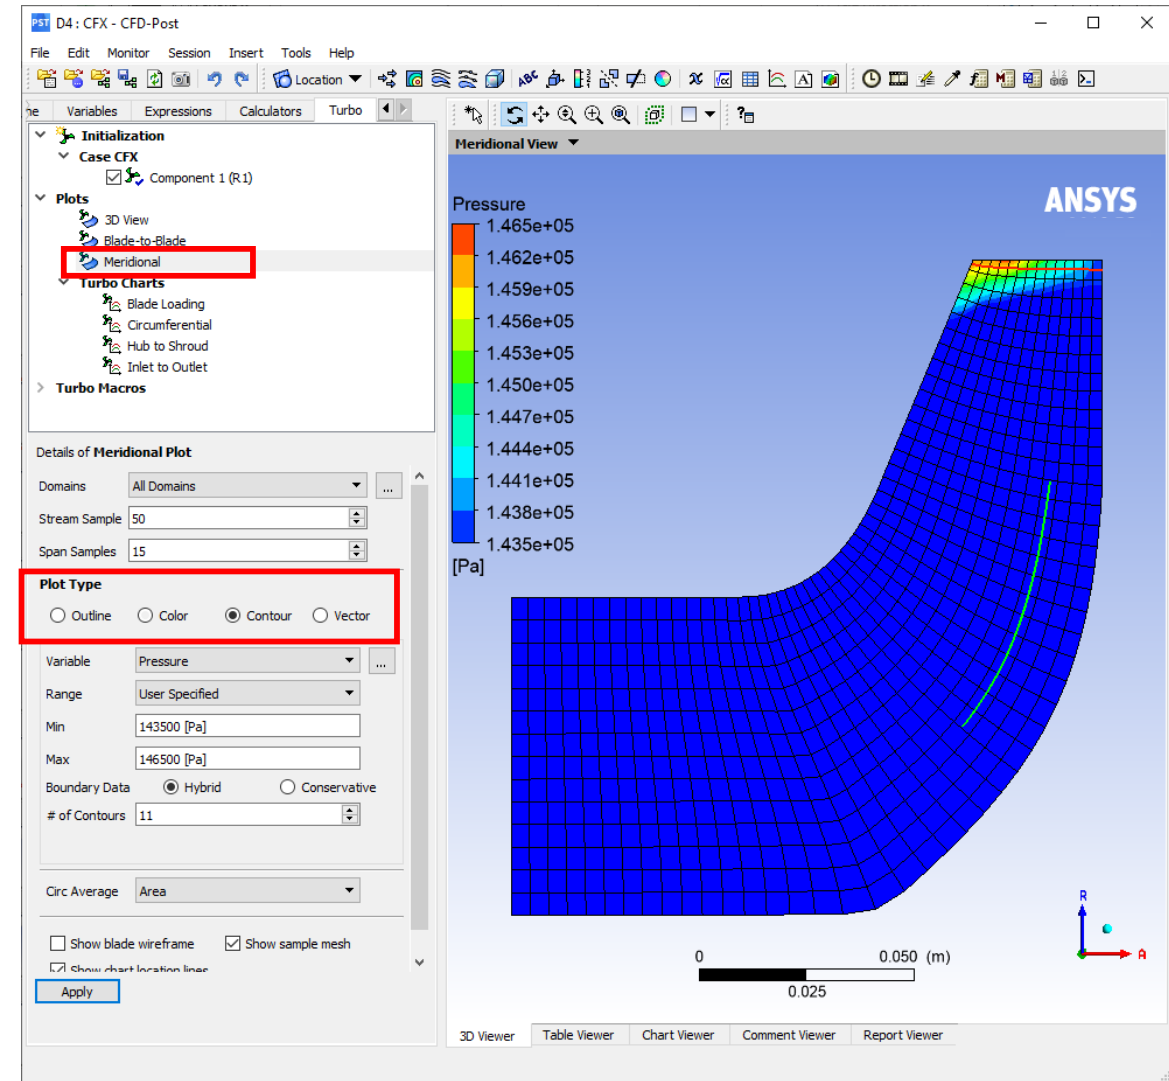 PST D4 : CFX - CFD-Post
File Edit Monitor Session Insert Tools Help
Location
ne Variables Expressions Calculators Turbo
Initialization
Case CFX
Component 1 (R1)
Plots
3D View
Blade-to-Blade
Meridional
Turbo Charts
Blade Loading
Circumferential
Hub to Shroud
Inlet to Outlet
Turbo Macros
Details of Meridional Plot
Domains All Domains ...
Stream Sample 50
Span Samples 15
Plot Type
Outline Color Contour Vector
Variable Pressure ...
Range User Specified
Min 143500 [Pa]
Max 146500 [Pa]
Boundary Data Hybrid Conservative
# of Contours 11
Circ Average Area
Show blade wireframe Show sample mesh
Show chart location lines
Apply
Meridional View
ANSYS
Pressure
1.465e+05
1.462e+05
1.459e+05
1.456e+05
1.453e+05
1.450e+05
1.447e+05
1.444e+05
1.441e+05
1.438e+05
1.435e+05
[Pa]
R
A
0 0.050 (m)
0.025
3D Viewer Table Viewer Chart Viewer Comment Viewer Report Viewer